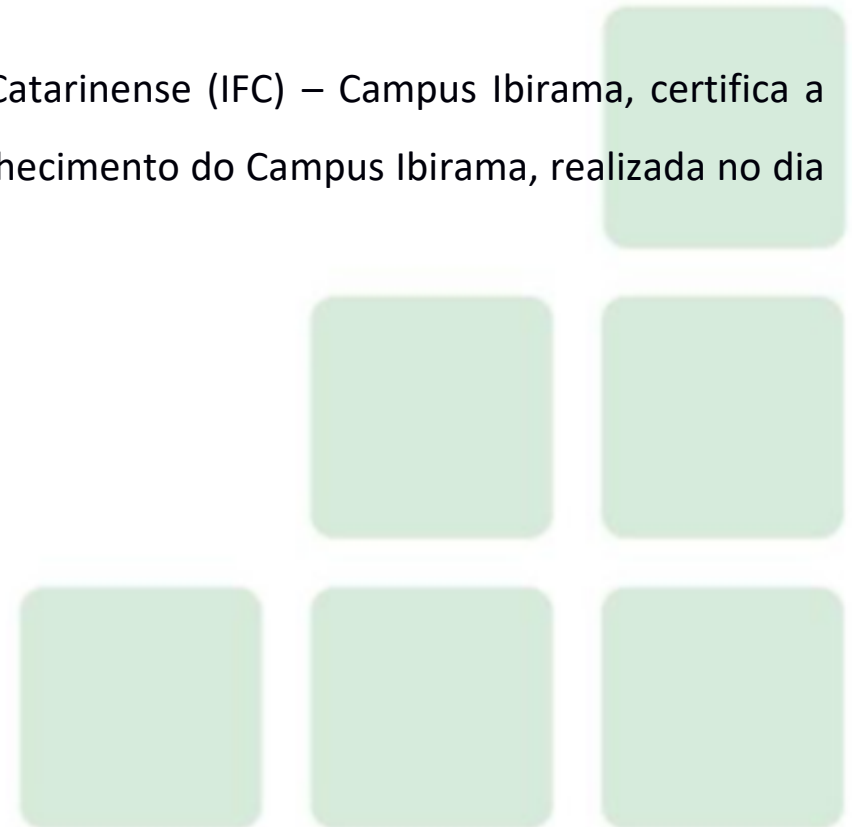 Catarinense (IFC) – Campus Ibirama, certifica a
hecimento do Campus Ibirama, realizada no dia